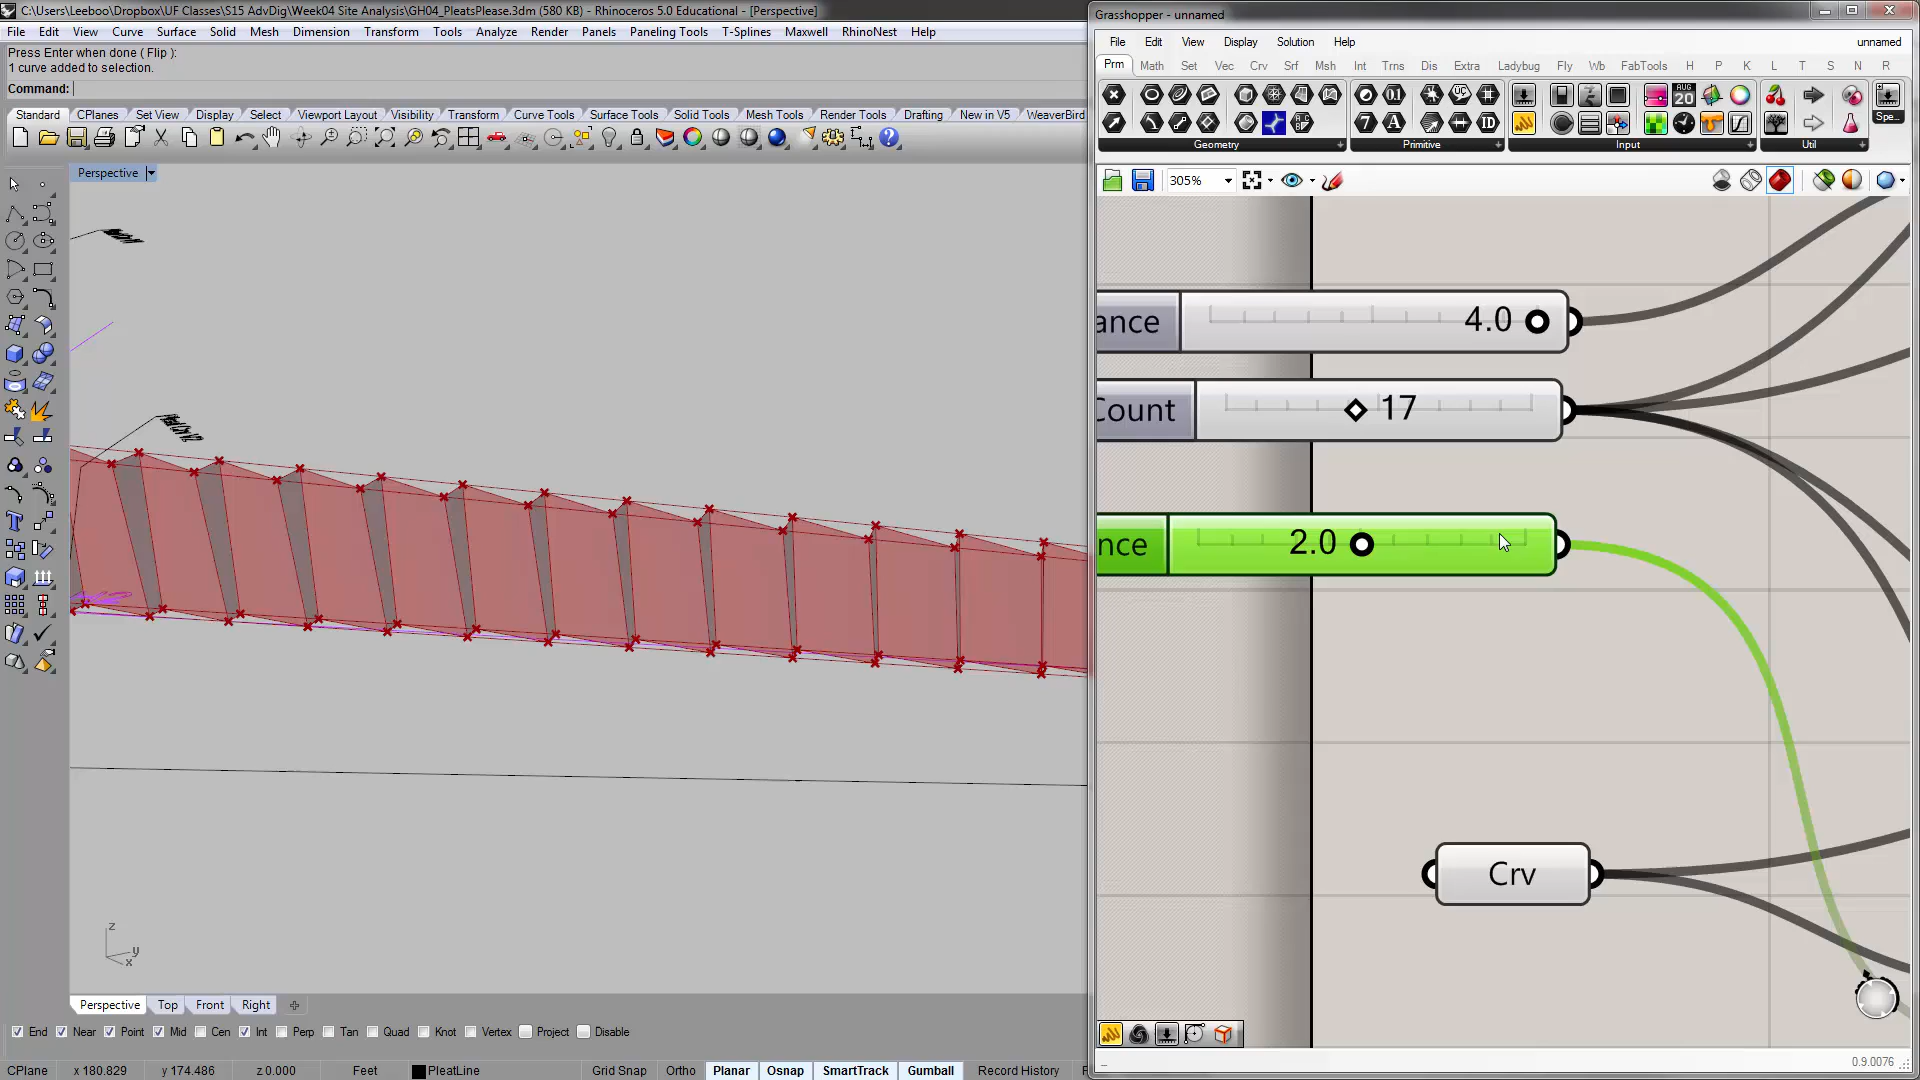 C:\Users\Leeboo\Dropbox\UF Classes\S15 AdvDig\Week04 Site Analysis\GH04_PleatsPlease.3dm (580 KB) - Rhinoceros 5.0 Educational - [Perspective]
File Edit View Curve Surface Solid Mesh Dimension Transform Tools Analyze Render Panels Paneling Tools T-Splines Maxwell RhinoNest Help
Press Enter when done ( Flip ):
1 curve added to selection.
Command:
Standard CPlanes Set View Display Select Viewport Layout Visibility Transform Curve Tools Surface Tools Solid Tools Mesh Tools Render Tools Drafting New in V5 WeaverBird
Perspective
z
y
x
Perspective Top Front Right
End Near Point Mid Cen Int Perp Tan Quad Knot Vertex Project Disable
CPlane x 180.829 y 174.486 z 0.000 Feet PleatLine Grid Snap Ortho Planar Osnap SmartTrack Gumball Record History F
Grasshopper - unnamed
File Edit View Display Solution Help unnamed
Prm Math Set Vec Crv Srf Msh Int Trns Dis Extra Ladybug Fly Wb FabTools H P K L T S N R
Spe...
Geometry Primitive Input Util
305%
ance 4.0
Count 17
nce 2.0
Crv
0.9.0076